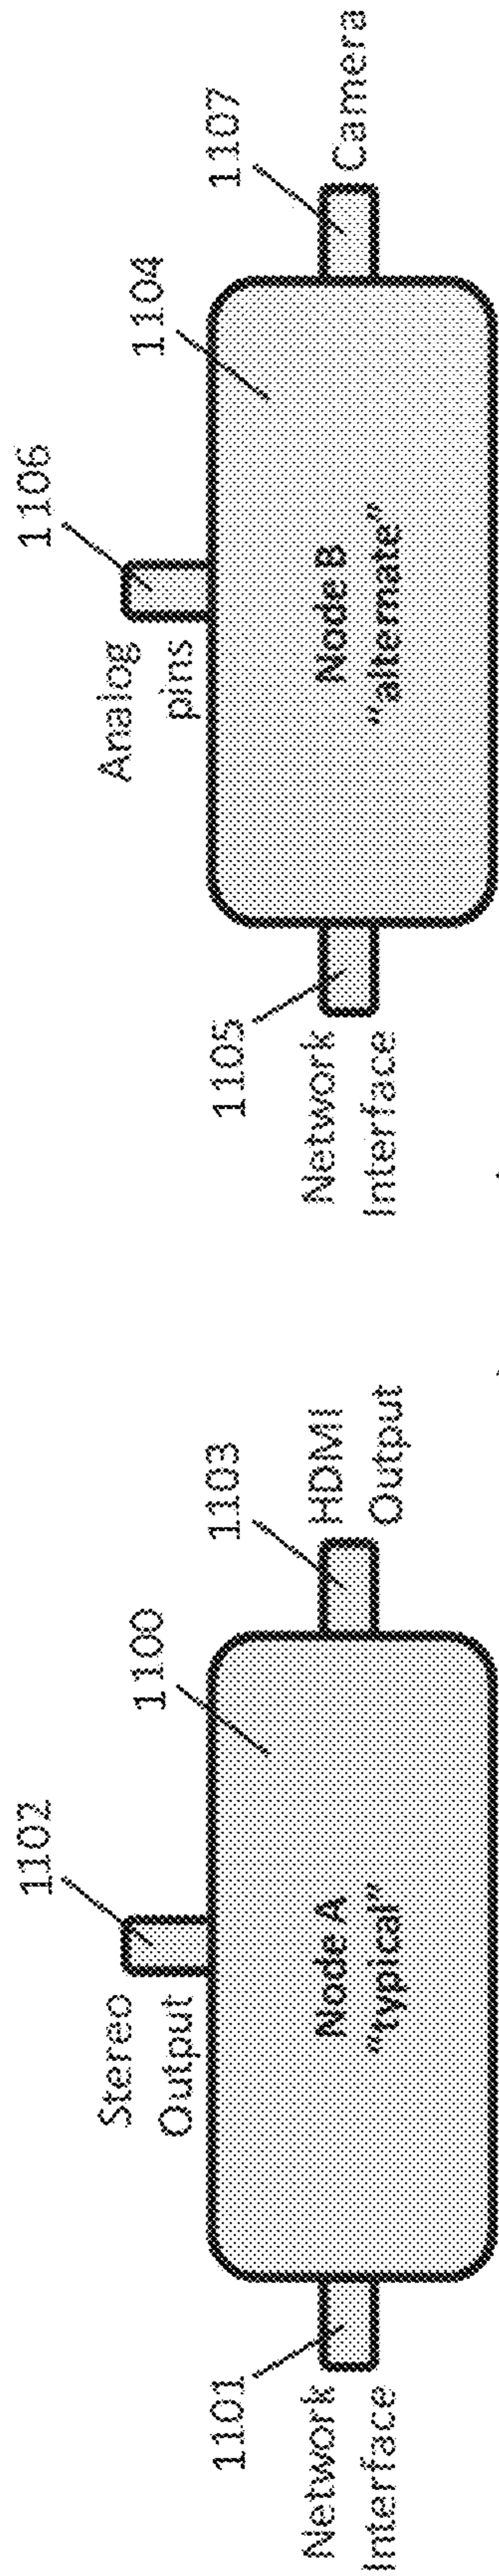 1102
Stereo
Output
1100
1101
1103
Network
Interface
Node A
“typical”
HDMI
Output
1106
Analog
pins
1104
1105
1107
Network
Interface
Node B
“alternate”
Camera